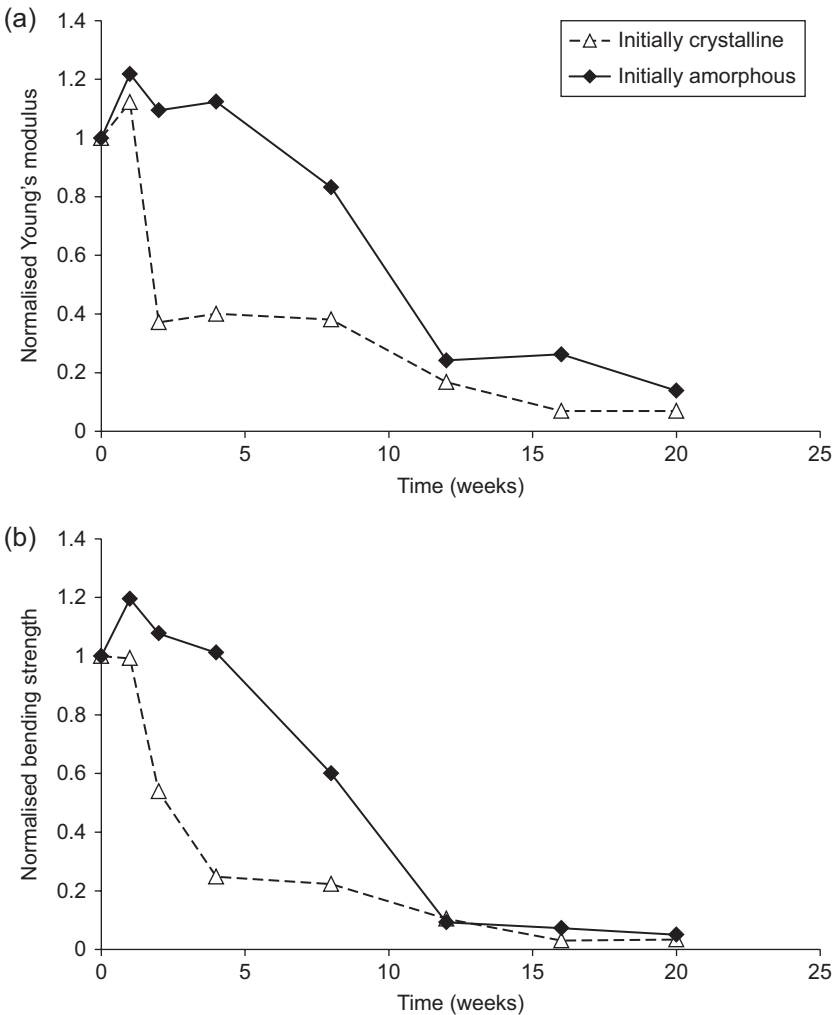 (a)
1.4
1.2
1
0.8
0.6
0.4
0.2
0
Normalised Young's modulus
Initially crystalline
Initially amorphous
0 5 10 15 20 25
Time (weeks)
(b)
1.4
1.2
1
0.8
0.6
0.4
0.2
0
Normalised bending strength
0 5 10 15 20 25
Time (weeks)